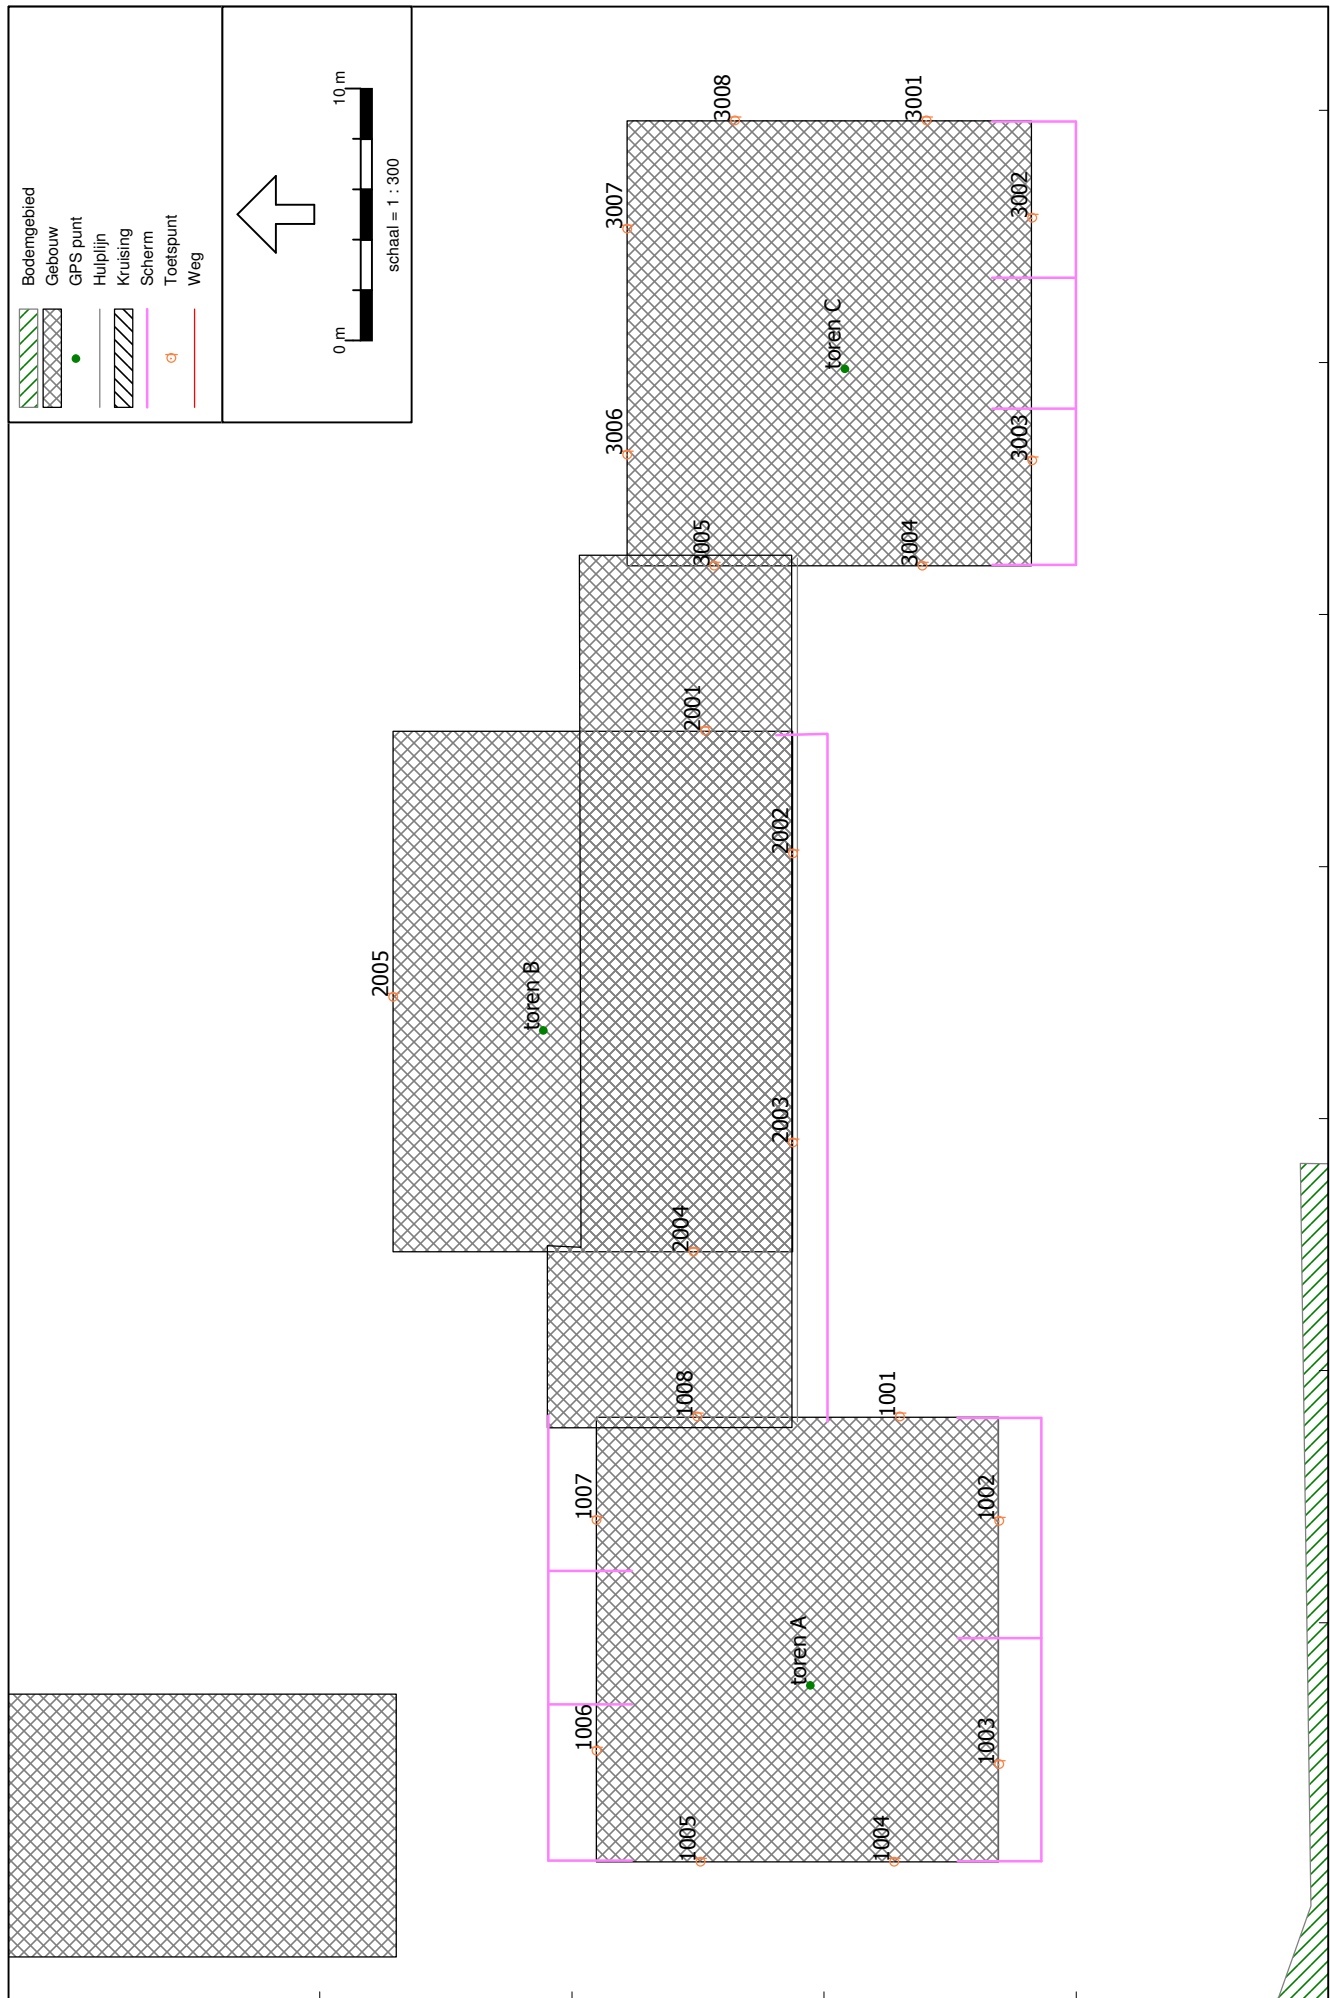 Bodemgebied
Gebouw
GPS punt
Hulplijn
Kruising
Scherm
Toetspunt
Weg
0 m
10 m
schaal = 1 : 300
2005
toren B
1006
1007
3006
3007
1005
1008
2004
2001
3005
3008
2003
2002
toren A
toren C
1004
1001
3004
3001
1003
1002
3003
3002